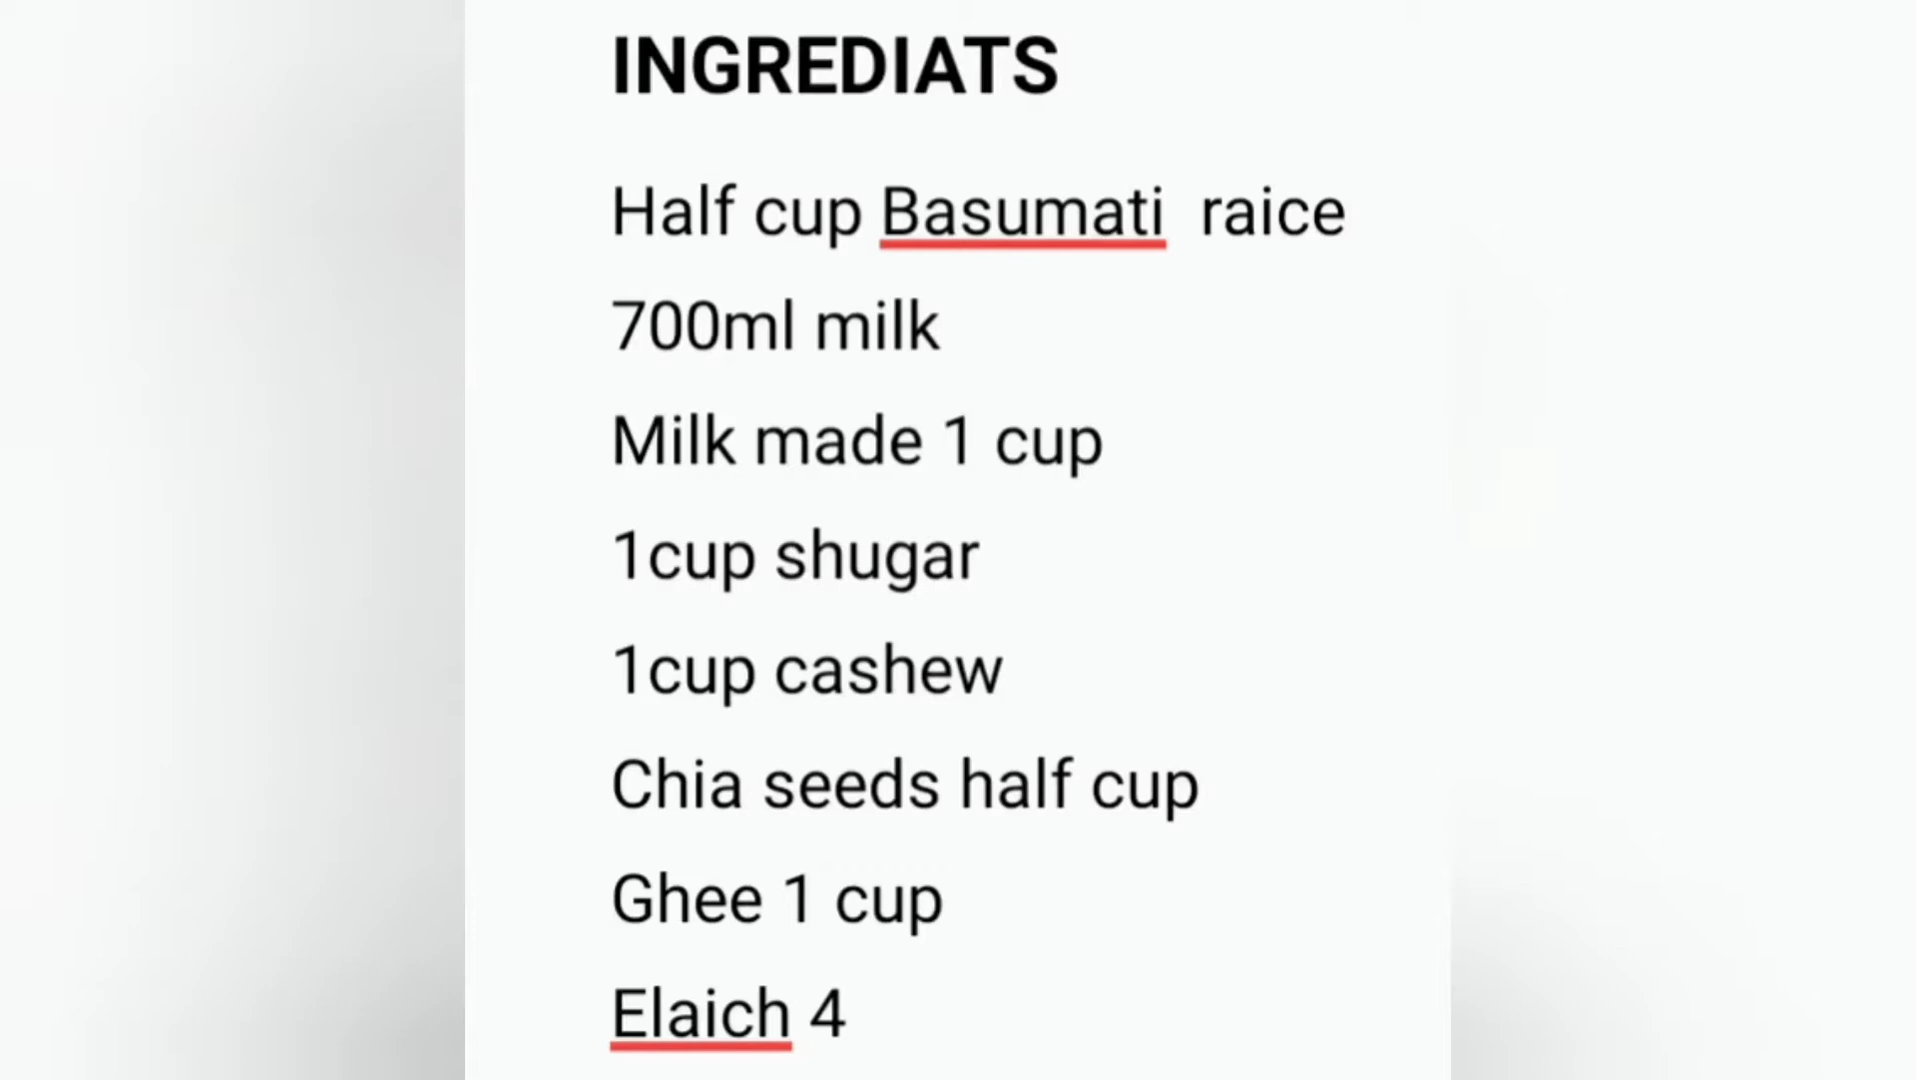 INGREDIATS
Half cup Basumati raice
700ml milk
Milk made 1 cup
1cup shugar
1cup cashew
Chia seeds half cup
Ghee 1 cup
Elaich 4